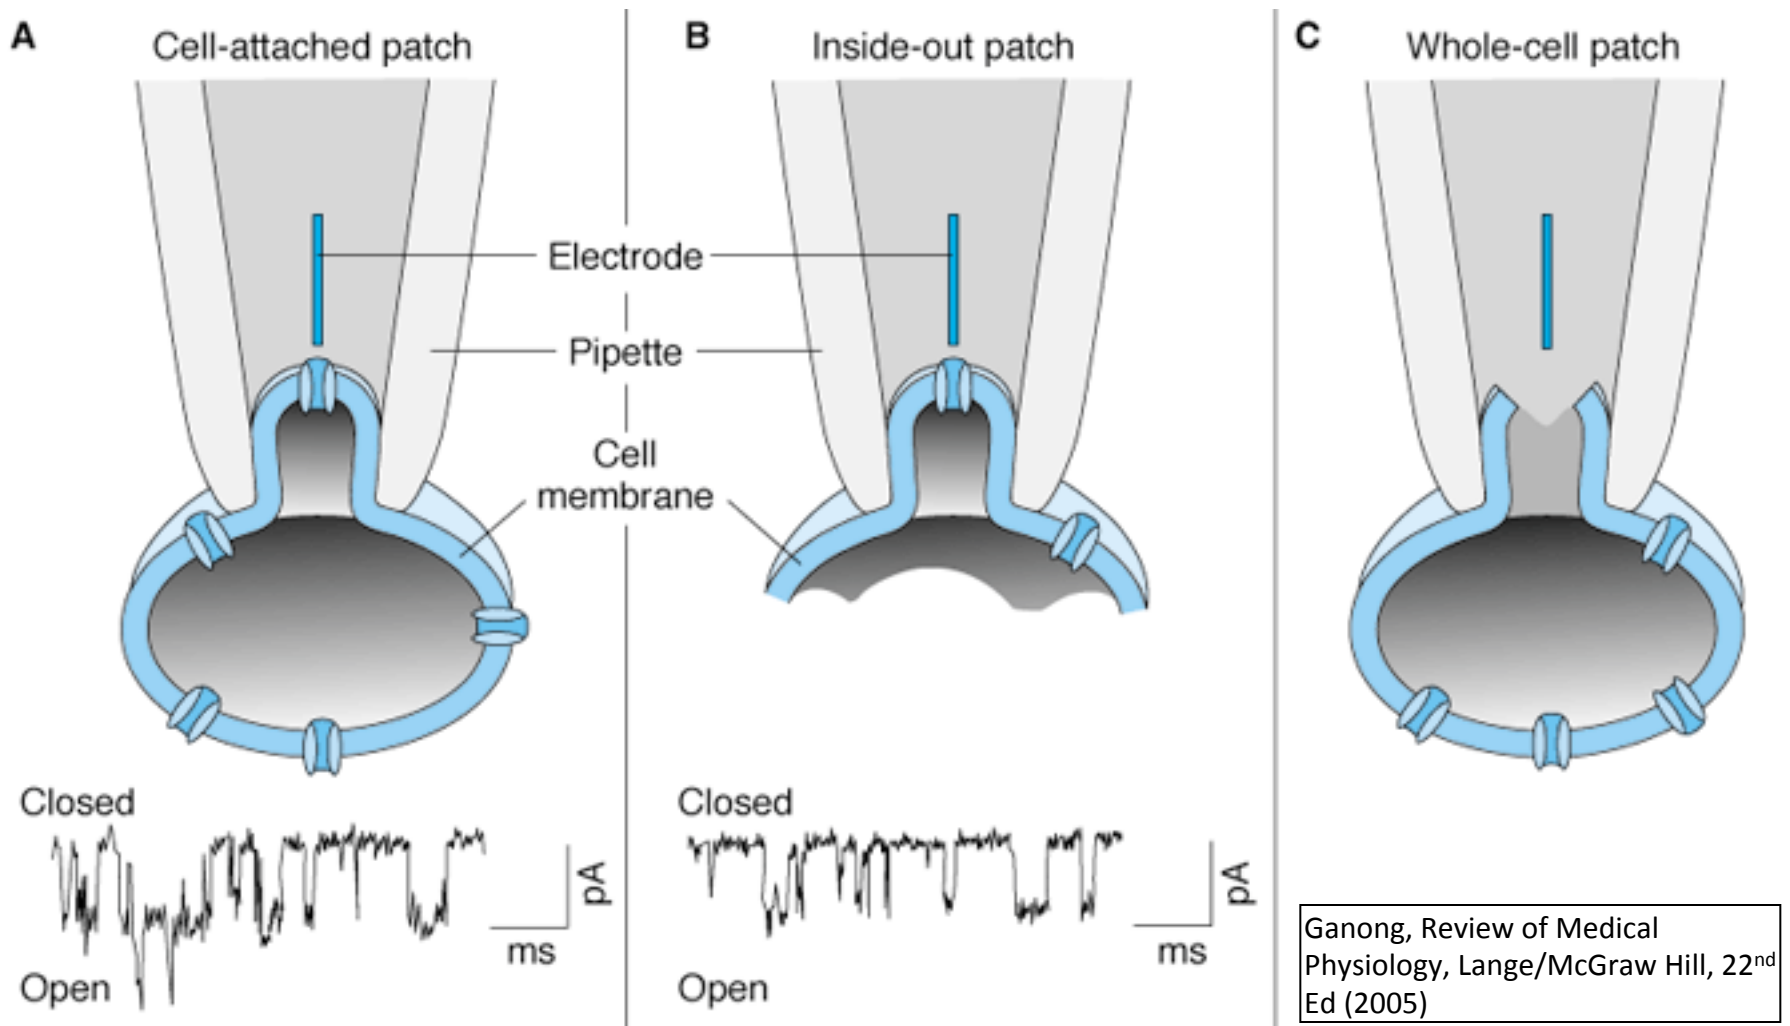 A
Cell-attached patch
B
Inside-out patch
C
Whole-cell patch
Electrode
Pipette
Cell
membrane
Closed
Open
pA
ms
Closed
Open
pA
ms
Ganong, Review of Medical
Physiology, Lange/McGraw Hill, 22nd
Ed (2005)